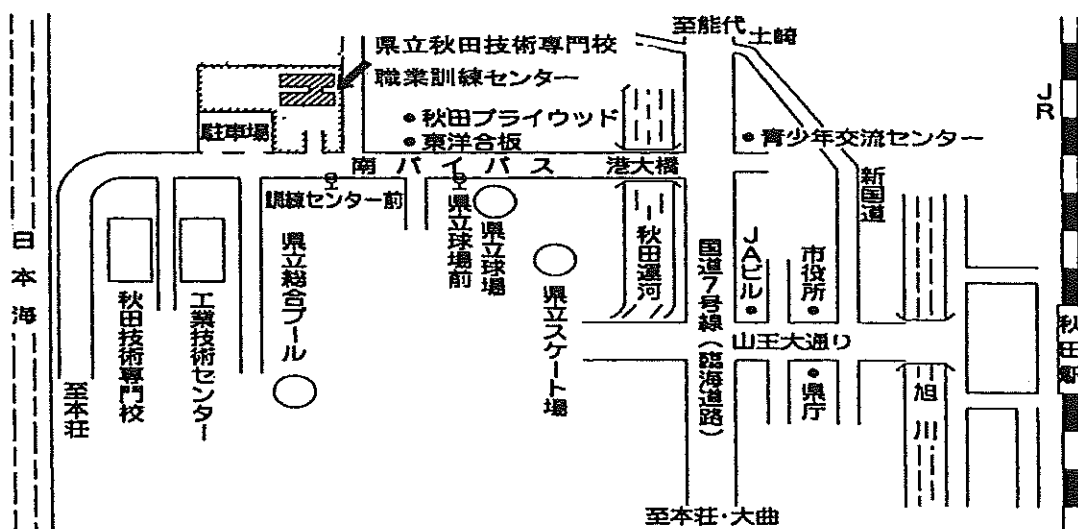 至能代
土崎
県立秋田技術専門校
職業訓練センター
JR
秋田プライウッド
東洋合板
駐車場
青少年交流センター
南バイパス
港大橋
新国道
訓練センター前
県立球場前
県立球場
秋田運河
JAビル
市役所
日本海
県立総合プール
国道7号線(臨海道路)
県立スケート場
秋田技術専門校
工業技術センター
山王大通り
秋田駅
至本荘
県庁
旭川
至本荘・大曲